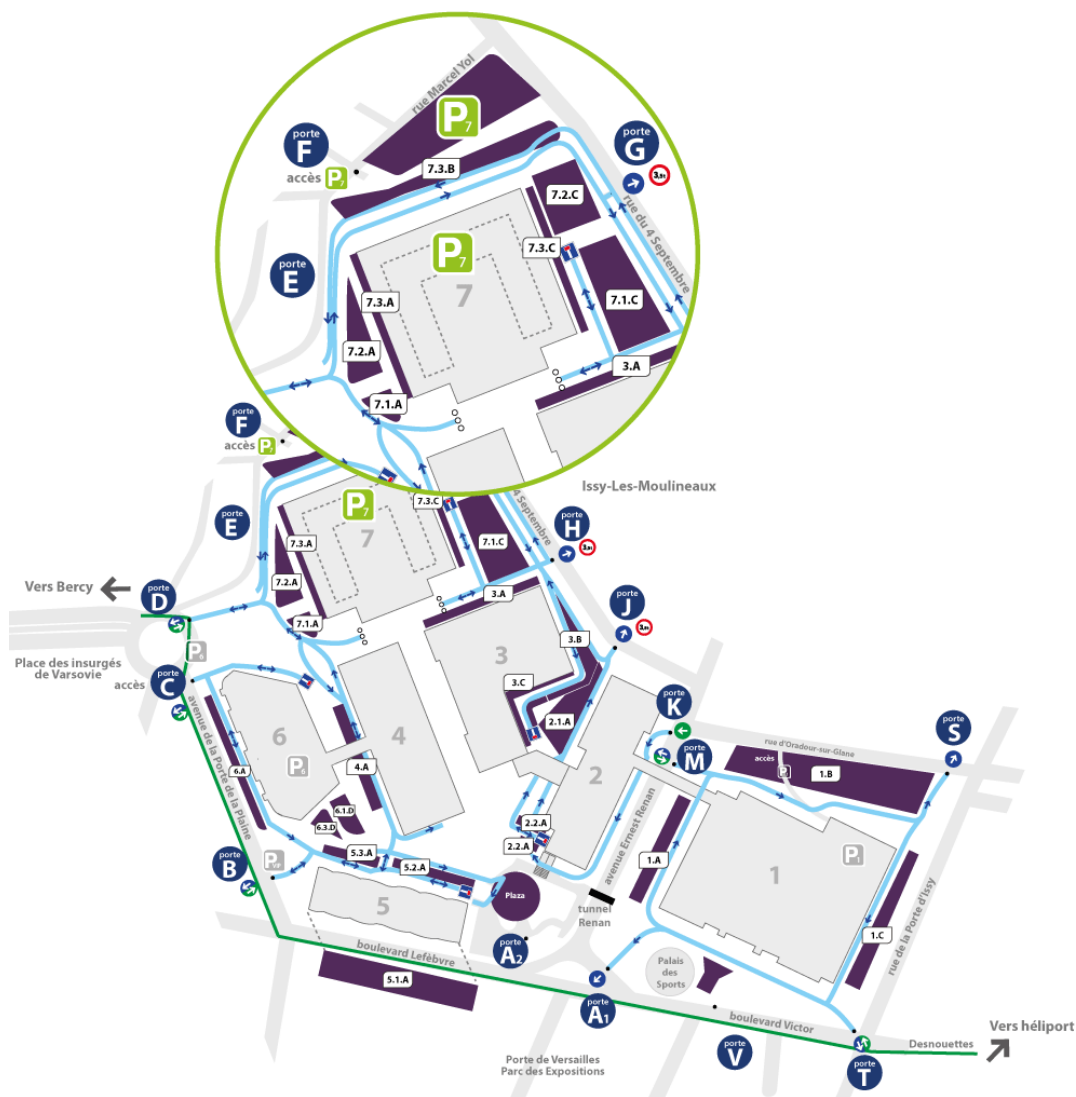 rue Marcel Yol
P7
porte
F
accès P7
7.3.B
porte
G
3,5t
7.2.C
rue du 4 Septembre
7.3.C
P7
7
porte
E
7.3.A
7.1.C
7.2.A
3.A
7.1.A
porte
F
accès P7
Issy-Les-Moulineaux
4 Septembre
7.3.C
P7
porte
E
7.3.A
7
7.1.C
porte
H
7.2.A
Vers Bercy
porte
D
3.A
porte
J
7.1.A
3.B
Place des insurgés
de Varsovie
P6
accès
porte
C
3
3.C
2.1.A
porte
K
porte
S
6
4
rue d'Oradour-sur-Glane
porte
M
avenue de la Porte de la Plaine
6.A
P6
4.A
2
accès
P
1.B
6.1.D
6.3.D
2.2.A
2.2.A
avenue Ernest Renan
1.A
1
P1
porte
B
5.3.A
5.2.A
Plaza
5
tunnel
Renan
1.C
rue de la Porte d'Issy
boulevard Lefèbvre
porte
A2
Palais
des
Sports
5.1.A
porte
A1
boulevard Victor
Vers héliport
Desnouettes
porte
V
porte
T
Porte de Versailles
Parc des Expositions